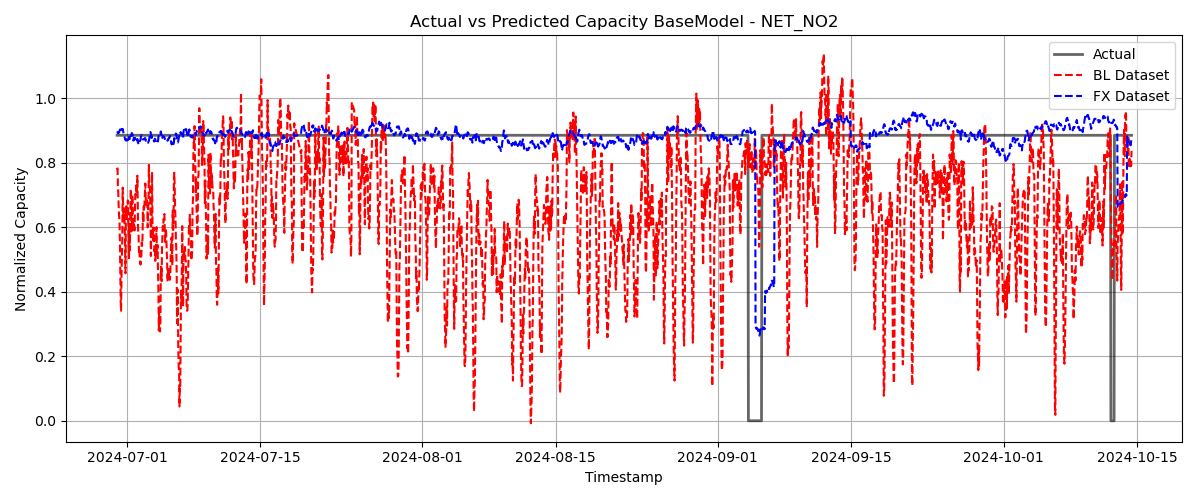 Actual vs Predicted Capacity BaseModel - NET_NO2
Normalized Capacity
1.0
0.8
0.6
0.4
0.2
0.0
Actual
BL Dataset
FX Dataset
2024-07-01
2024-07-15
2024-08-01
2024-08-15
2024-09-01
2024-09-15
2024-10-01
2024-10-15
Timestamp